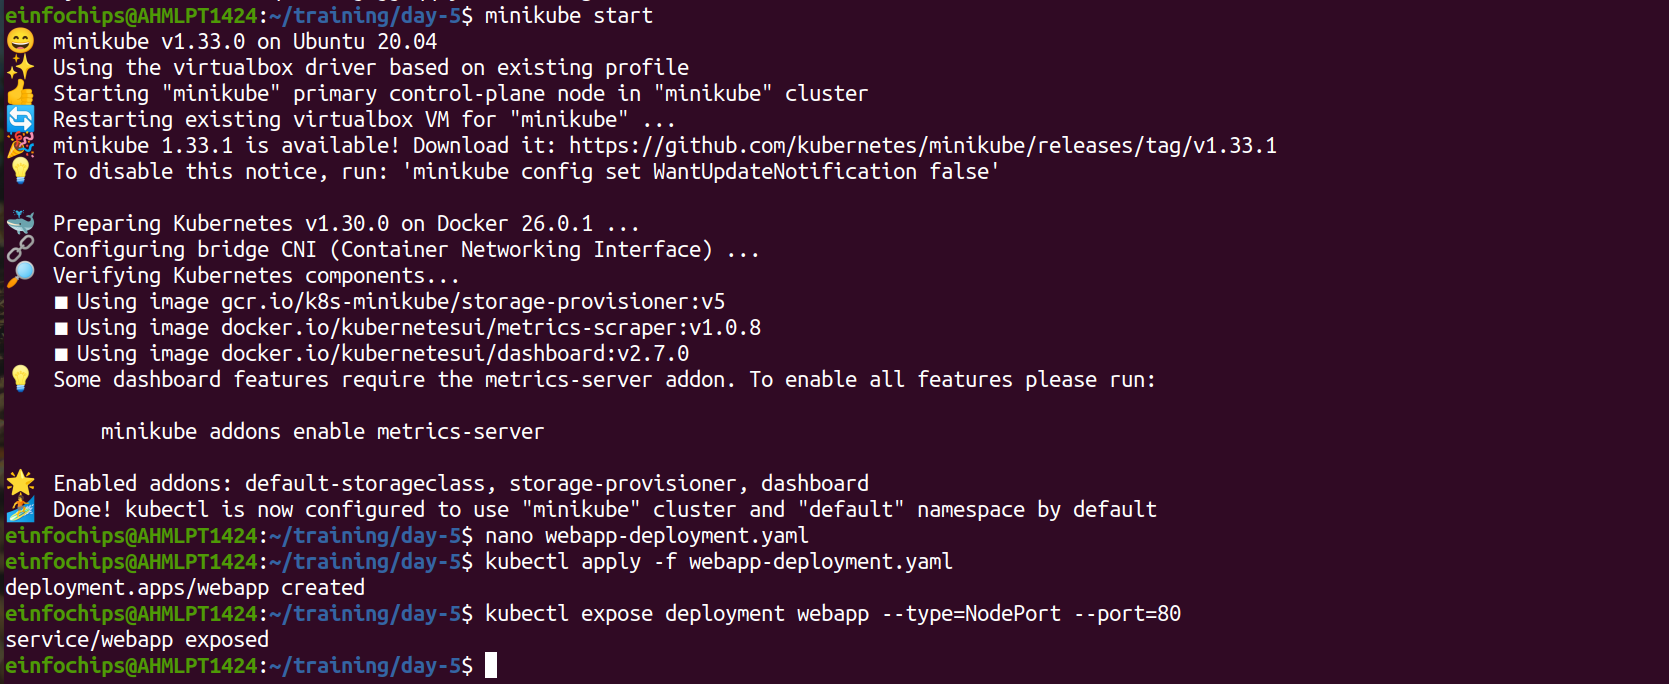 einfochips@AHMLPT1424:~/training/day-5$ minikube start
😄 minikube v1.33.0 on Ubuntu 20.04
✨ Using the virtualbox driver based on existing profile
👍 Starting "minikube" primary control-plane node in "minikube" cluster
🔄 Restarting existing virtualbox VM for "minikube" ...
🎉 minikube 1.33.1 is available! Download it: https://github.com/kubernetes/minikube/releases/tag/v1.33.1
💡 To disable this notice, run: 'minikube config set WantUpdateNotification false'
🐳 Preparing Kubernetes v1.30.0 on Docker 26.0.1 ...
🔗 Configuring bridge CNI (Container Networking Interface) ...
🔎 Verifying Kubernetes components...
■ Using image gcr.io/k8s-minikube/storage-provisioner:v5
■ Using image docker.io/kubernetesui/metrics-scraper:v1.0.8
■ Using image docker.io/kubernetesui/dashboard:v2.7.0
💡 Some dashboard features require the metrics-server addon. To enable all features please run:
minikube addons enable metrics-server
🌟 Enabled addons: default-storageclass, storage-provisioner, dashboard
🏄 Done! kubectl is now configured to use "minikube" cluster and "default" namespace by default
einfochips@AHMLPT1424:~/training/day-5$ nano webapp-deployment.yaml
einfochips@AHMLPT1424:~/training/day-5$ kubectl apply -f webapp-deployment.yaml
deployment.apps/webapp created
einfochips@AHMLPT1424:~/training/day-5$ kubectl expose deployment webapp --type=NodePort --port=80
service/webapp exposed
einfochips@AHMLPT1424:~/training/day-5$